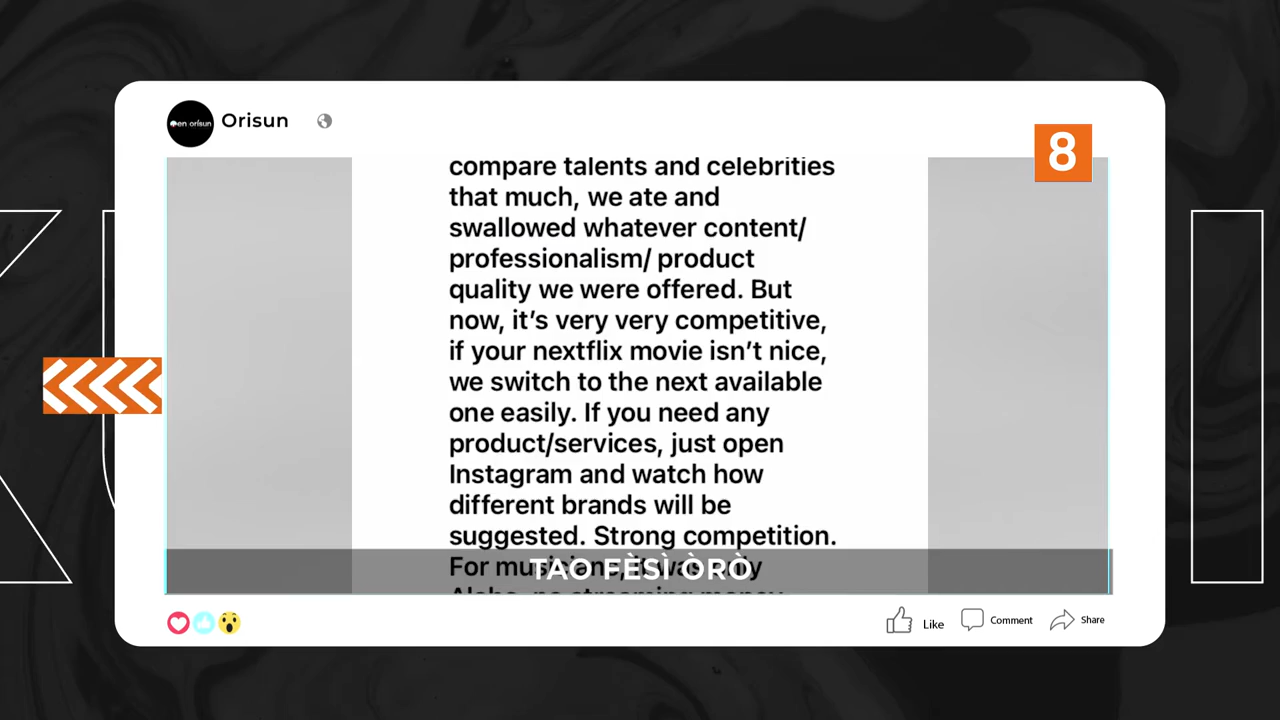 Orisun
8
compare talents and celebrities
that much, we ate and
swallowed whatever content/
professionalism/ product
quality we were offered. But
now, it's very very competitive,
if your nextflix movie isn't nice,
we switch to the next available
one easily. If you need any
product/services, just open
Instagram and watch how
different brands will be
suggested. Strong competition.
For
TAO FÈSÌ ÒRÒ
Like
Comment
Share